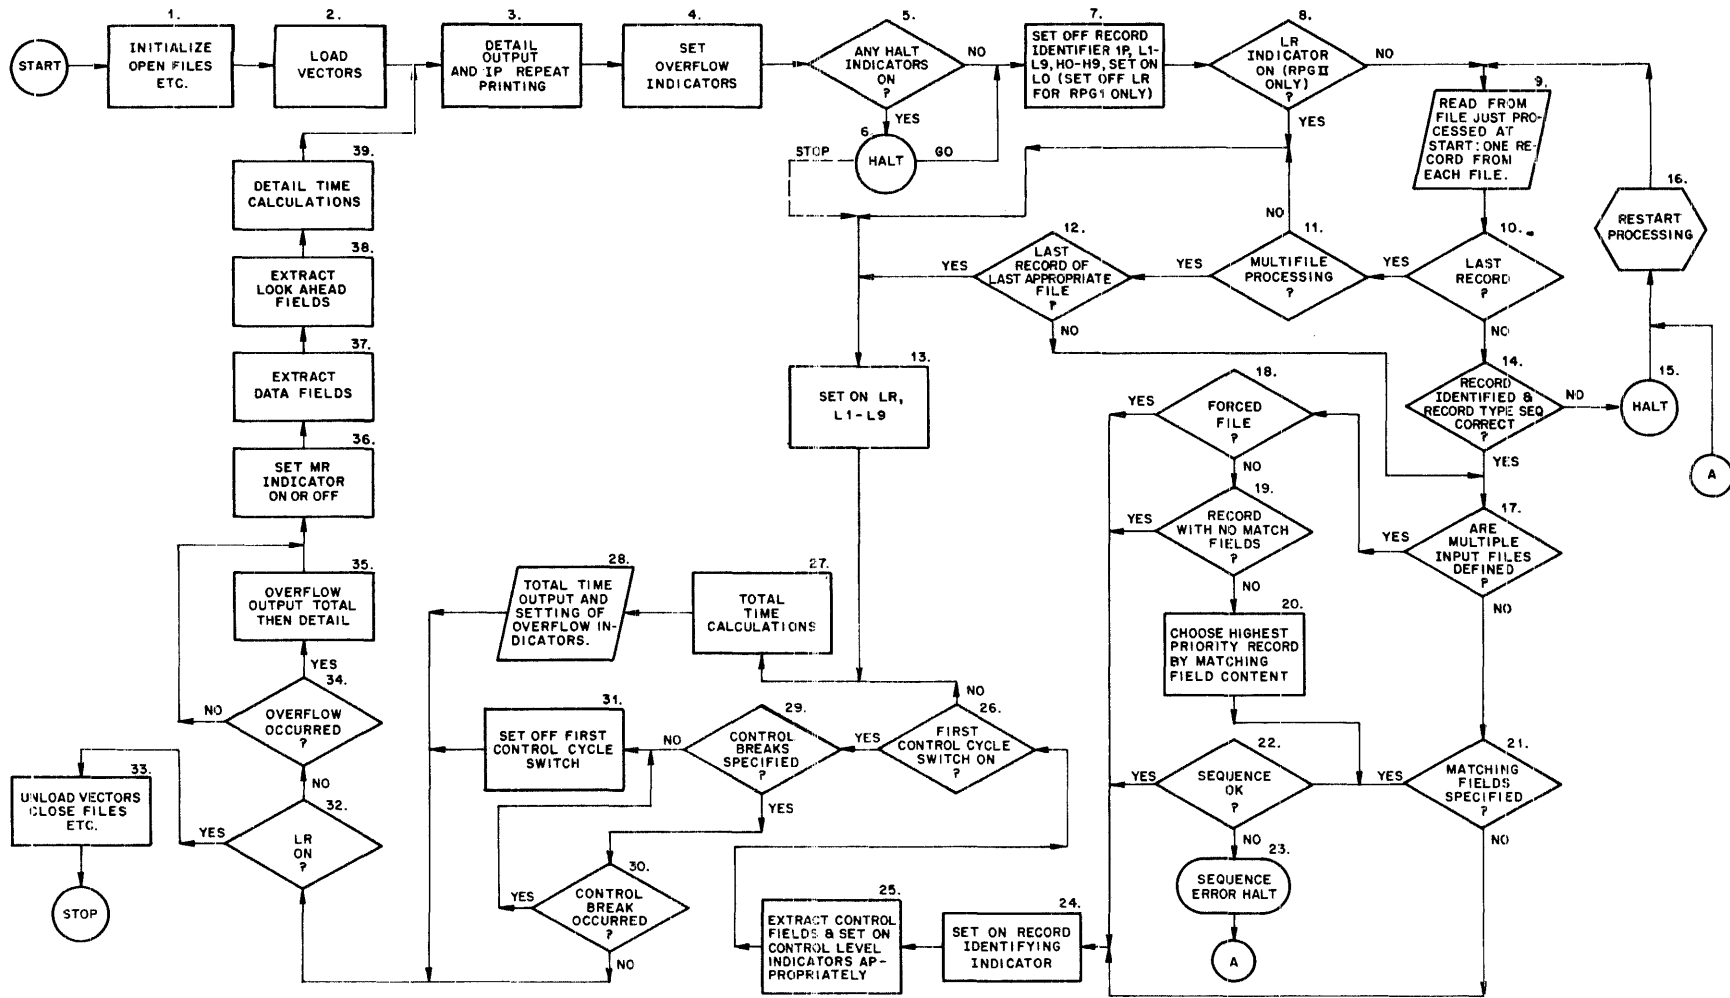 START
1.
INITIALIZE
OPEN FILES
ETC.
2.
LOAD
VECTORS
3.
DETAIL
OUTPUT
AND 1P REPEAT
PRINTING
4.
SET
OVERFLOW
INDICATORS
5.
ANY HALT
INDICATORS
ON
?
NO
YES
6.
HALT
STOP
GO
7.
SET OFF RECORD
IDENTIFIER 1P, L1-
L9, H0-H9, SET ON
L0 (SET OFF LR
FOR RPG1 ONLY)
8.
LR
INDICATOR
ON (RPG II
ONLY)
?
NO
YES
9.
READ FROM
FILE JUST PRO-
CESSED AT
START: ONE RE-
CORD FROM
EACH FILE.
10.
LAST
RECORD
?
YES
NO
11.
MULTIFILE
PROCESSING
?
NO
YES
12.
LAST
RECORD OF
LAST APPROPRIATE
FILE
?
YES
NO
13.
SET ON LR,
L1-L9
14.
RECORD
IDENTIFIED &
RECORD TYPE SEQ
CORRECT
?
NO
YES
15.
HALT
16.
RESTART
PROCESSING
A
17.
ARE
MULTIPLE
INPUT FILES
DEFINED
?
YES
NO
18.
FORCED
FILE
?
YES
NO
19.
RECORD
WITH NO MATCH
FIELDS
?
YES
NO
20.
CHOOSE HIGHEST
PRIORITY RECORD
BY MATCHING
FIELD CONTENT
21.
MATCHING
FIELDS
SPECIFIED
?
YES
NO
22.
SEQUENCE
OK
?
YES
NO
23.
SEQUENCE
ERROR HALT
A
24.
SET ON RECORD
IDENTIFYING
INDICATOR
25.
EXTRACT CONTROL
FIELDS & SET ON
CONTROL LEVEL
INDICATORS AP-
PROPRIATELY
26.
FIRST
CONTROL CYCLE
SWITCH ON
?
NO
YES
27.
TOTAL
TIME
CALCULATIONS
28.
TOTAL TIME
OUTPUT AND
SETTING OF
OVERFLOW IN-
DICATORS.
29.
CONTROL
BREAKS
SPECIFIED
?
NO
YES
30.
CONTROL
BREAK
OCCURRED
?
YES
NO
31.
SET OFF FIRST
CONTROL CYCLE
SWITCH
32.
LR
ON
?
YES
NO
33.
UNLOAD VECTORS
CLOSE FILES
ETC.
STOP
34.
OVERFLOW
OCCURRED
?
NO
YES
35.
OVERFLOW
OUTPUT TOTAL
THEN DETAIL
36.
SET MR
INDICATOR
ON OR OFF
37.
EXTRACT
DATA FIELDS
38.
EXTRACT
LOOK AHEAD
FIELDS
39.
DETAIL TIME
CALCULATIONS